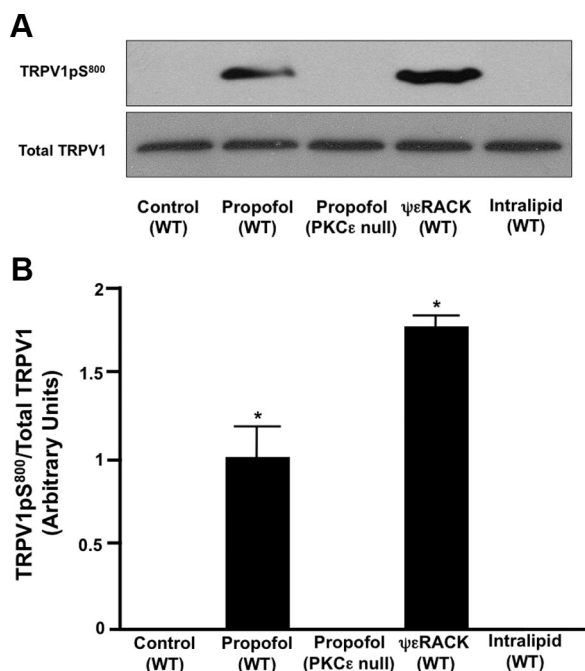 A
TRPV1pS⁸⁰⁰
Total TRPV1
Control Propofol Propofol ψεRACK Intralipid
(WT) (WT) (PKCε null) (WT) (WT)
B
TRPV1pS⁸⁰⁰/Total TRPV1
(Arbitrary Units)
2
1.5
1
0.5
0
*
*
Control Propofol Propofol ψεRACK Intralipid
(WT) (WT) (PKCε null) (WT) (WT)